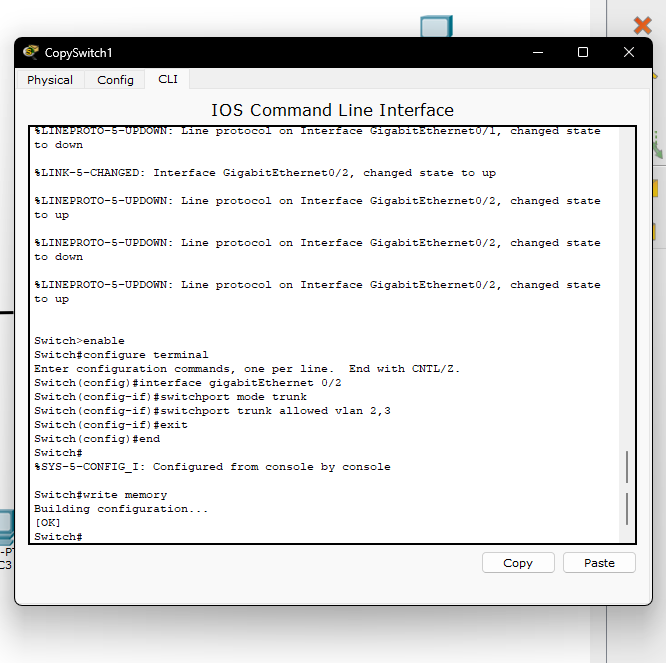 CopySwitch1
Physical Config CLI
IOS Command Line Interface
%LINEPROTO-5-UPDOWN: Line protocol on Interface GigabitEthernet0/1, changed state
to down
%LINK-5-CHANGED: Interface GigabitEthernet0/2, changed state to up
%LINEPROTO-5-UPDOWN: Line protocol on Interface GigabitEthernet0/2, changed state
to up
%LINEPROTO-5-UPDOWN: Line protocol on Interface GigabitEthernet0/2, changed state
to down
%LINEPROTO-5-UPDOWN: Line protocol on Interface GigabitEthernet0/2, changed state
to up
Switch>enable
Switch#configure terminal
Enter configuration commands, one per line.  End with CNTL/Z.
Switch(config)#interface gigabitEthernet 0/2
Switch(config-if)#switchport mode trunk
Switch(config-if)#switchport trunk allowed vlan 2,3
Switch(config-if)#exit
Switch(config)#end
Switch#
%SYS-5-CONFIG_I: Configured from console by console
Switch#write memory
Building configuration...
[OK]
Switch#
Copy Paste